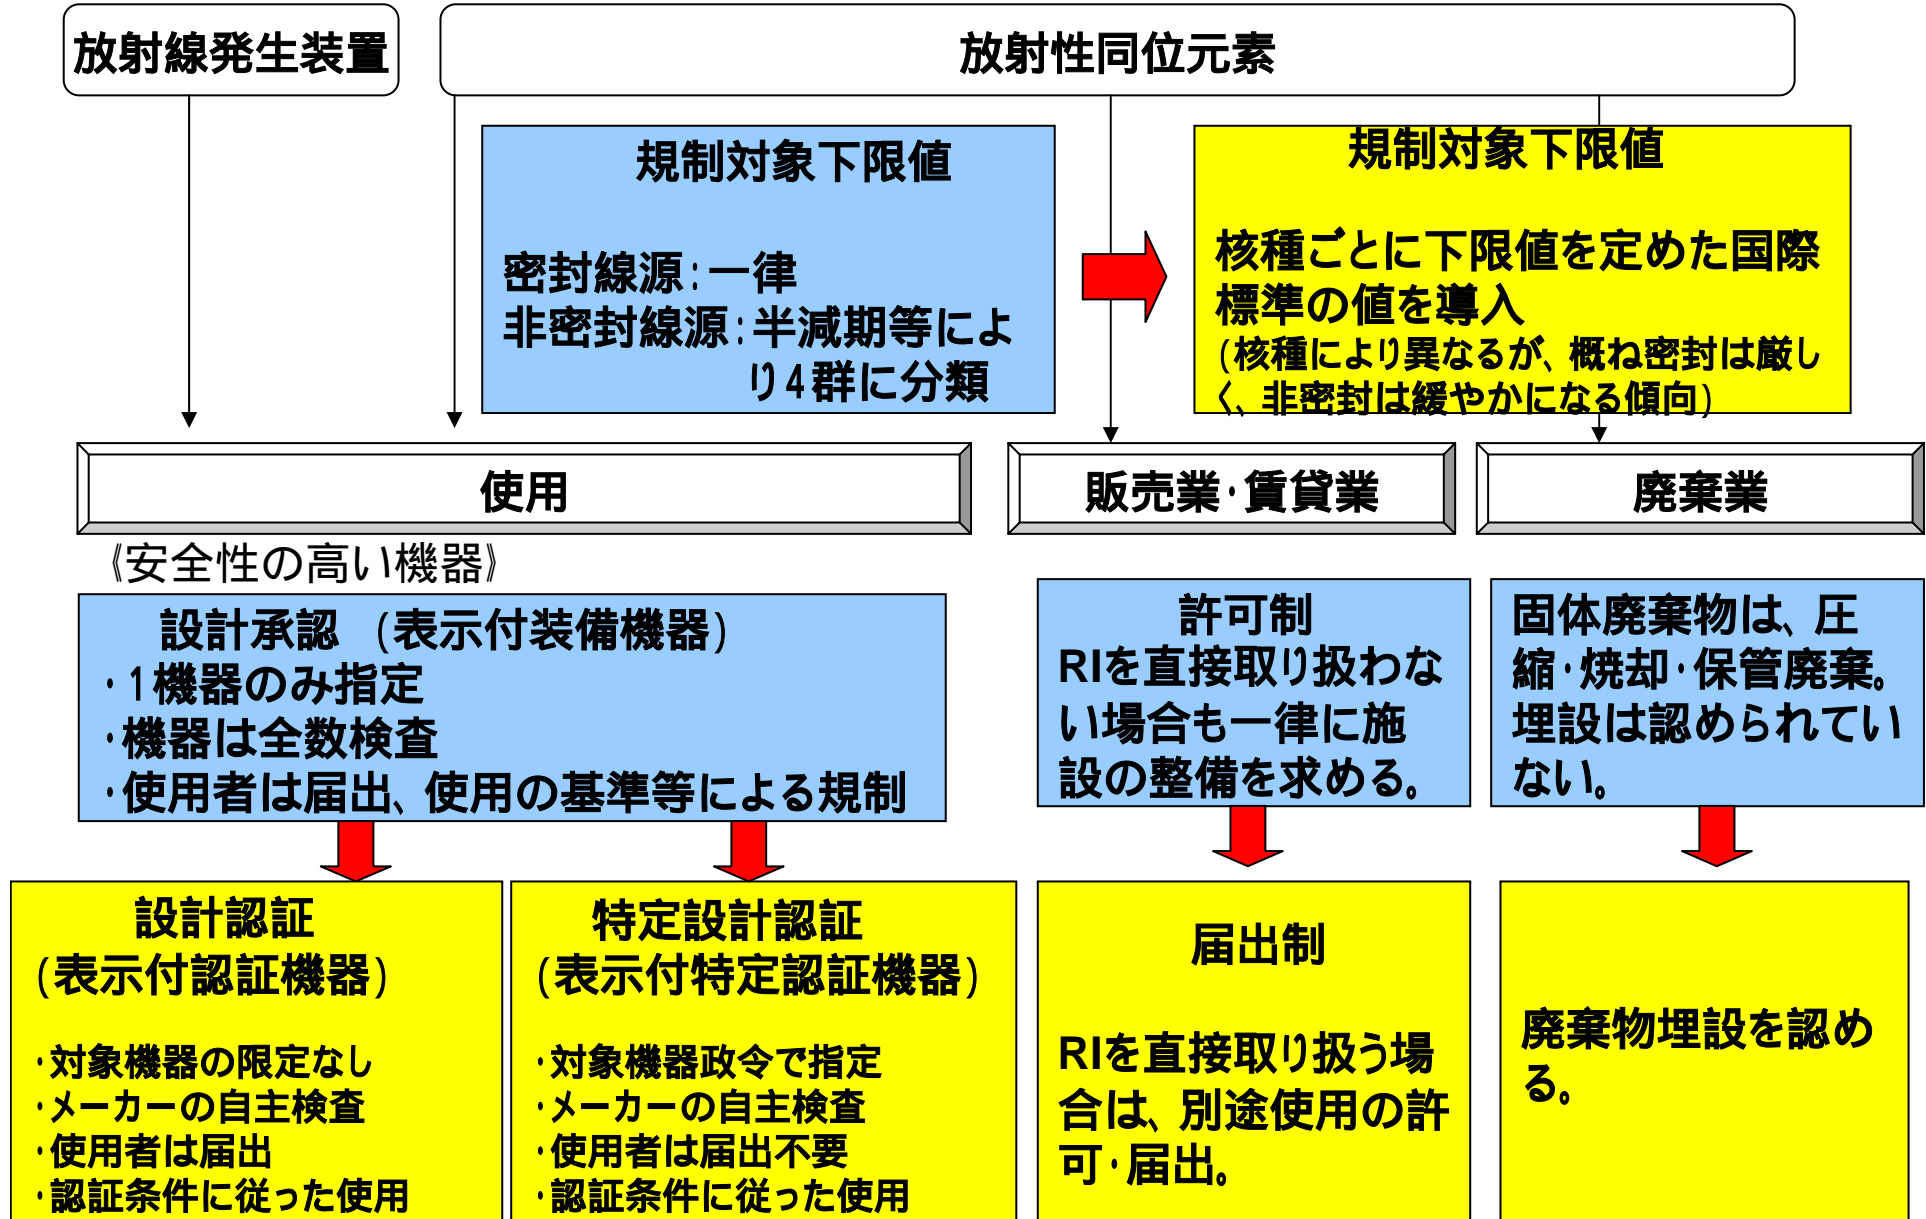 放射線発生装置
放射性同位元素
規制対象下限値
密封線源:一律
非密封線源:半減期等によ
り4群に分類
規制対象下限値
核種ごとに下限値を定めた国際
標準の値を導入
(核種により異なるが、概ね密封は厳し
く、非密封は緩やかになる傾向)
使用
販売業・賃貸業
廃棄業
《安全性の高い機器》
設計承認 (表示付装備機器)
・1機器のみ指定
・機器は全数検査
・使用者は届出、使用の基準等による規制
許可制
RIを直接取り扱わな
い場合も一律に施
設の整備を求める。
固体廃棄物は、圧
縮・焼却・保管廃棄。
埋設は認められてい
ない。
設計認証
(表示付認証機器)
・対象機器の限定なし
・メーカーの自主検査
・使用者は届出
・認証条件に従った使用
特定設計認証
(表示付特定認証機器)
・対象機器政令で指定
・メーカーの自主検査
・使用者は届出不要
・認証条件に従った使用
届出制
RIを直接取り扱う場
合は、別途使用の許
可・届出。
廃棄物埋設を認め
る。